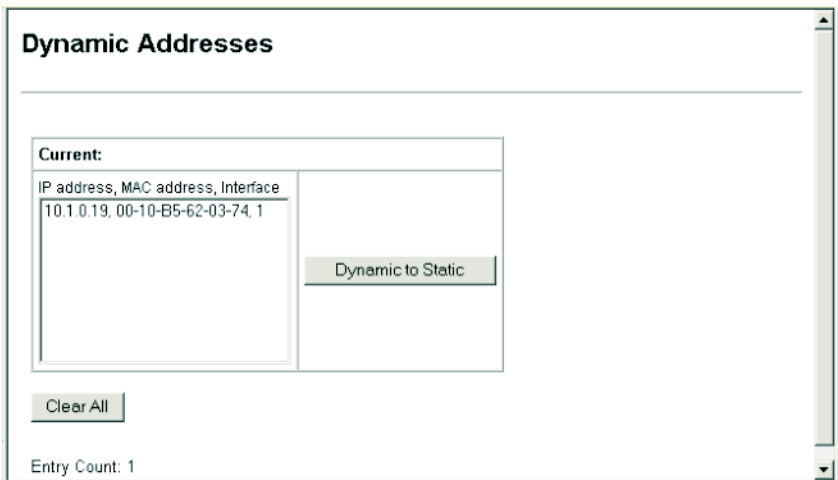 Dynamic Addresses
Current:
IP address, MAC address, Interface
10.1.0.19, 00-10-B5-62-03-74, 1
Dynamic to Static
Clear All
Entry Count: 1